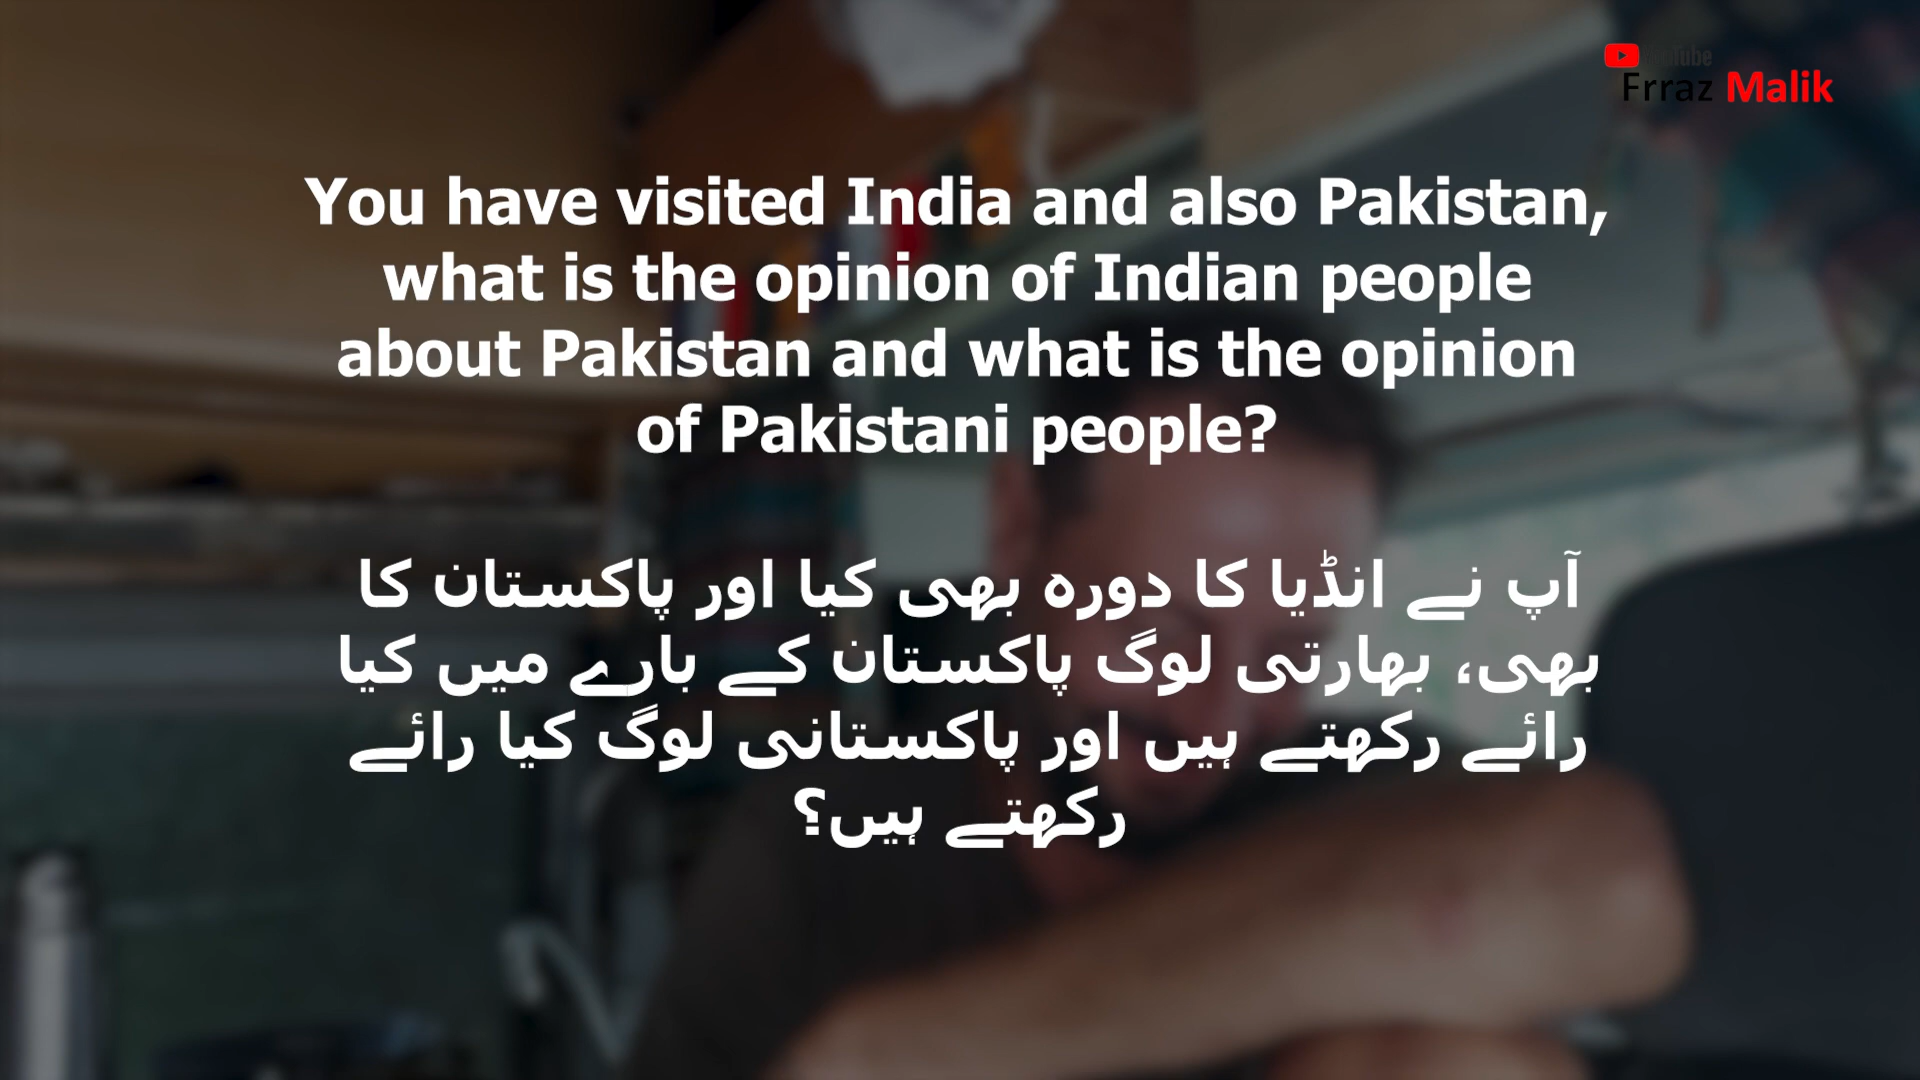 YouTube
Frraz Malik
You have visited India and also Pakistan,
what is the opinion of Indian people
about Pakistan and what is the opinion
of Pakistani people?
آپ نے انڈیا کا دورہ بھی کیا اور پاکستان کا
بھی، بھارتی لوگ پاکستان کے بارے میں کیا
رائے رکھتے ہیں اور پاکستانی لوگ کیا رائے
رکھتے ہیں؟